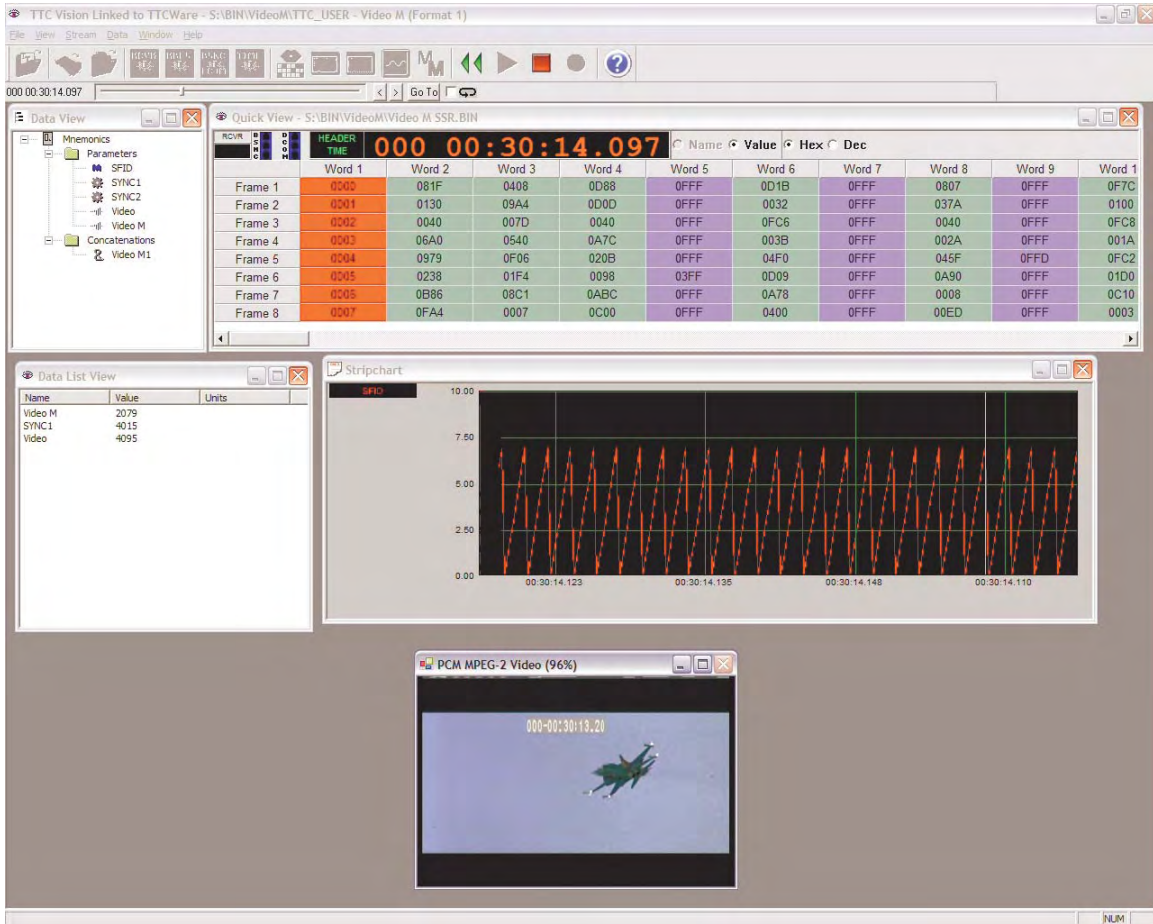 TTC Vision Linked to TTCWare - S:\BIN\VideoM\TTC_USER - Video M (Format 1)
File View Stream Data Window Help
000 00:30:14.097 < > Go To
Data View
Mnemonics
Parameters
SFID
SYNC1
SYNC2
Video
Video M
Concatenations
Video M1
Quick View - S:\BIN\VideoM\Video M SSR.BIN
RCVR BSNC DCOM HEADER TIME 000 00:30:14.097 Name Value Hex Dec
Word 1 Word 2 Word 3 Word 4 Word 5 Word 6 Word 7 Word 8 Word 9 Word 1
Frame 1 0000 081F 0408 0D88 0FFF 0D1B 0FFF 0807 0FFF 0F7C
Frame 2 0001 0130 09A4 0D0D 0FFF 0032 0FFF 037A 0FFF 0100
Frame 3 0002 0040 007D 0040 0FFF 0FC6 0FFF 0040 0FFF 0FC8
Frame 4 0003 06A0 0540 0A7C 0FFF 003B 0FFF 002A 0FFF 001A
Frame 5 0004 0979 0F06 020B 0FFF 04F0 0FFF 045F 0FFD 0FC2
Frame 6 0005 0238 01F4 0098 03FF 0D09 0FFF 0A90 0FFF 01D0
Frame 7 0B86 08C1 0ABC 0FFF 0A78 0FFF 0008 0FFF 0C10
Frame 8 0007 0FA4 0007 0C00 0FFF 0400 0FFF 00ED 0FFF 0003
Data List View
Name Value Units
Video M 2079
SYNC1 4015
Video 4095
Stripchart
SFID
10.00
7.50
5.00
2.50
0.00
00:30:14.123 00:30:14.135 00:30:14.148 00:30:14.110
PCM MPEG-2 Video (96%)
000-00:30:13.20
NUM